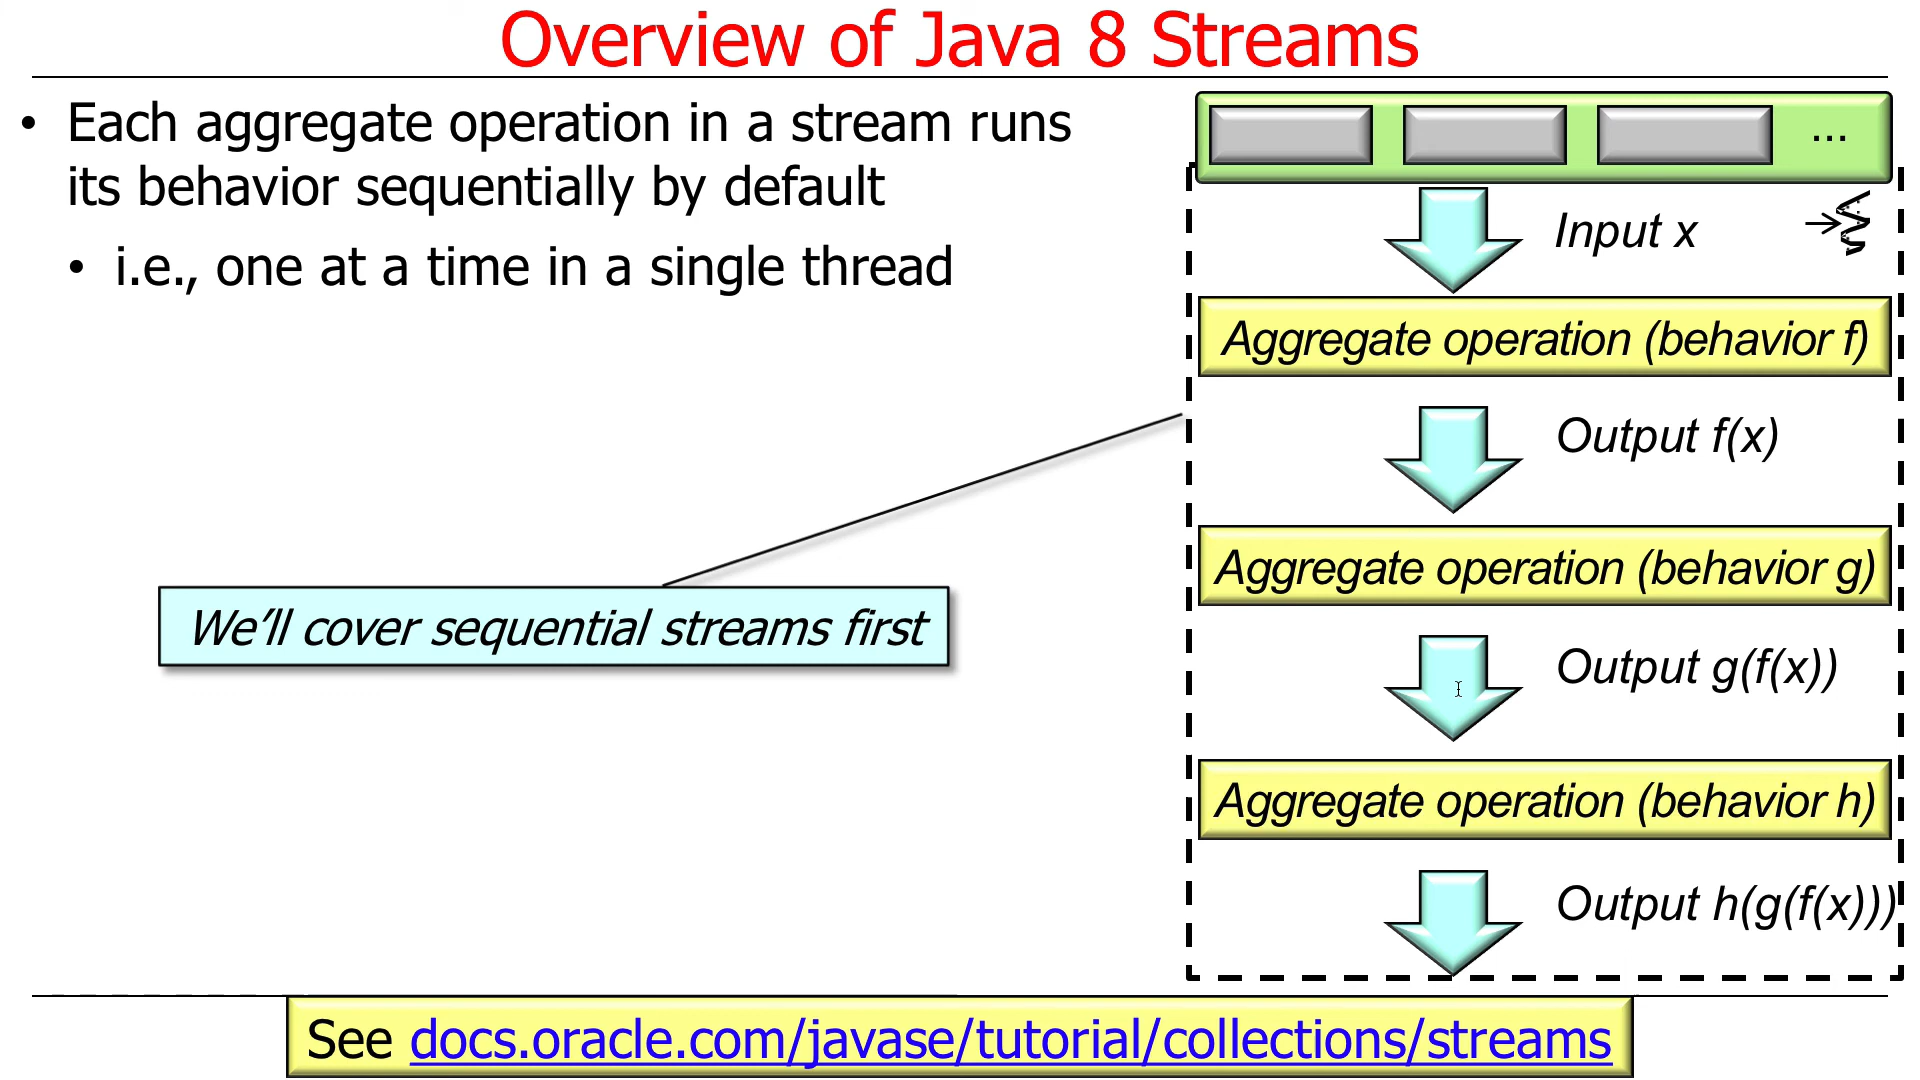 Overview of Java 8 Streams
• Each aggregate operation in a stream runs
its behavior sequentially by default
• i.e., one at a time in a single thread
We’ll cover sequential streams first
...
Input x
Aggregate operation (behavior f)
Output f(x)
Aggregate operation (behavior g)
Output g(f(x))
Aggregate operation (behavior h)
Output h(g(f(x)))
See docs.oracle.com/javase/tutorial/collections/streams